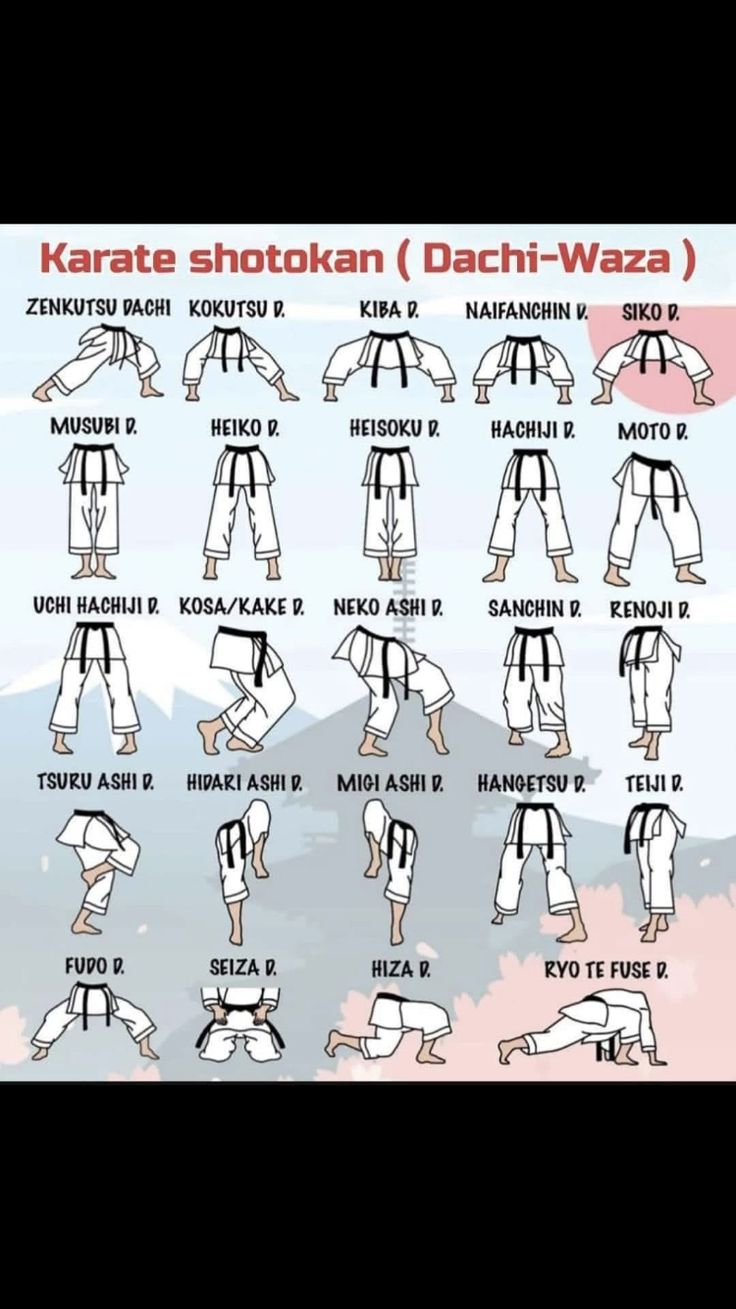 Karate shotokan ( Dachi-Waza )
ZENKUTSU DACHI KOKUTSU D. KIBA D. NAIFANCHIN D. SIKO D.
MUSUBI D. HEIKO D. HEISOKU D. HACHIJI D. MOTO D.
UCHI HACHIJI D. KOSA/KAKE D. NEKO ASHI D. SANCHIN D. RENOJI D.
TSURU ASHI D. HIDARI ASHI D. MIGI ASHI D. HANGETSU D. TEIJI D.
FUDO D. SEIZA D. HIZA D. RYO TE FUSE D.